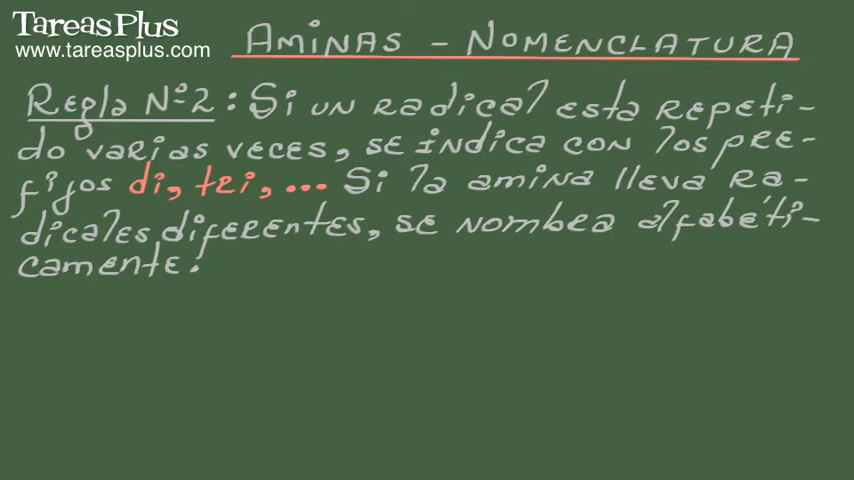 TareasPlus
www.tareasplus.com
AMINAS - NOMENCLATURA
Regla Nº2: Si un radical esta repeti-
do varias veces, se indica con los pre-
fijos di, tri, ... Si la amina lleva ra-
dicales diferentes, se nombra alfabéti-
camente.